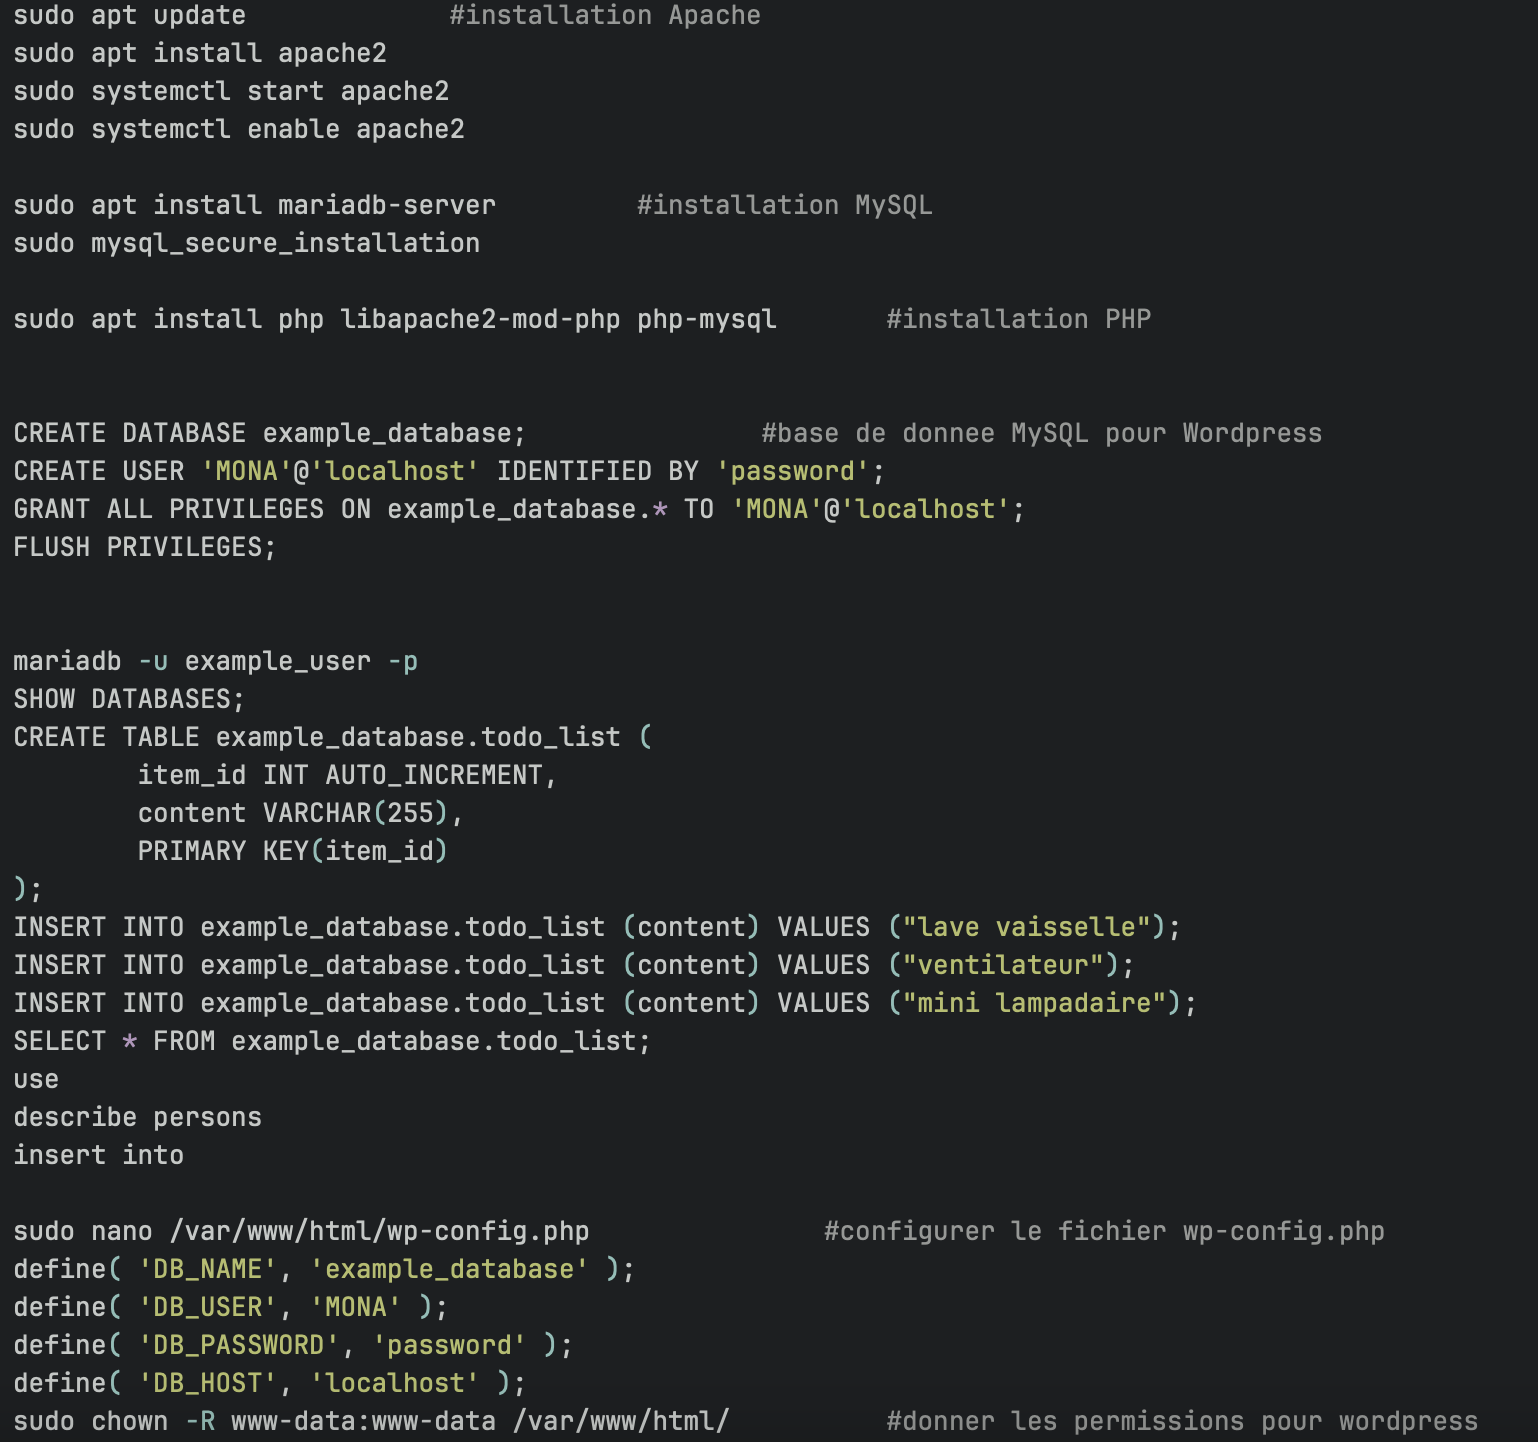 sudo apt update             #installation Apache
sudo apt install apache2
sudo systemctl start apache2
sudo systemctl enable apache2
sudo apt install mariadb-server         #installation MySQL
sudo mysql_secure_installation
sudo apt install php libapache2-mod-php php-mysql       #installation PHP
CREATE DATABASE example_database;               #base de donnee MySQL pour Wordpress
CREATE USER 'MONA'@'localhost' IDENTIFIED BY 'password';
GRANT ALL PRIVILEGES ON example_database.* TO 'MONA'@'localhost';
FLUSH PRIVILEGES;
mariadb -u example_user -p
SHOW DATABASES;
CREATE TABLE example_database.todo_list (
        item_id INT AUTO_INCREMENT,
        content VARCHAR(255),
        PRIMARY KEY(item_id)
);
INSERT INTO example_database.todo_list (content) VALUES ("lave vaisselle");
INSERT INTO example_database.todo_list (content) VALUES ("ventilateur");
INSERT INTO example_database.todo_list (content) VALUES ("mini lampadaire");
SELECT * FROM example_database.todo_list;
use
describe persons
insert into
sudo nano /var/www/html/wp-config.php               #configurer le fichier wp-config.php
define( 'DB_NAME', 'example_database' );
define( 'DB_USER', 'MONA' );
define( 'DB_PASSWORD', 'password' );
define( 'DB_HOST', 'localhost' );
sudo chown -R www-data:www-data /var/www/html/          #donner les permissions pour wordpress